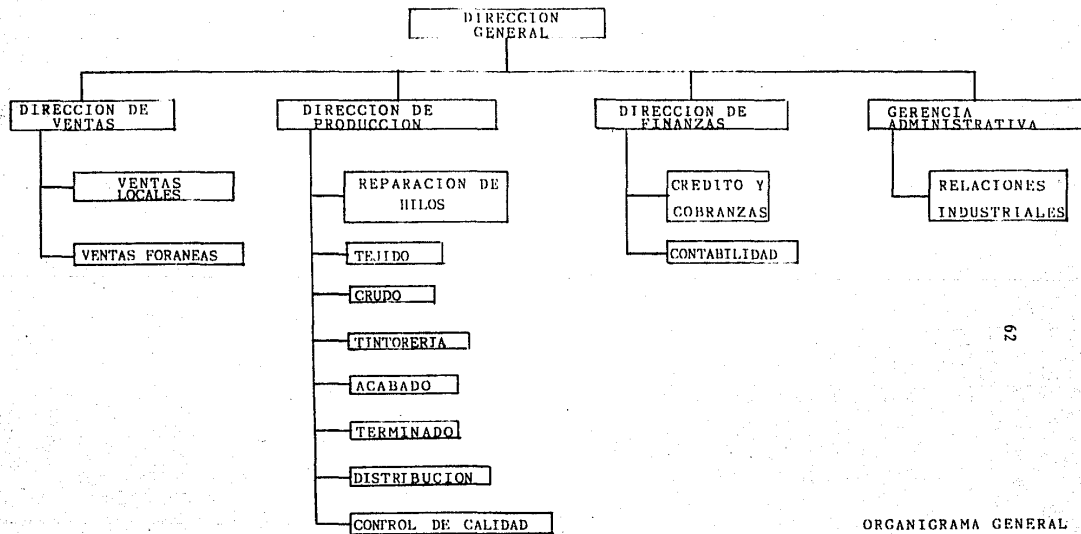 DIRECCION
GENERAL
DIRECCION DE
VENTAS
DIRECCION DE
PRODUCCION
DIRECCION DE
FINANZAS
GERENCIA
ADMINISTRATIVA
VENTAS
LOCALES
VENTAS FORANEAS
REPARACION DE
HILOS
TEJIDO
CRUDO
TINTORERIA
ACABADO
TERMINADO
DISTRIBUCION
CONTROL DE CALIDAD
CREDITO Y
COBRANZAS
CONTABILIDAD
RELACIONES
INDUSTRIALES
62
ORGANIGRAMA GENERAL